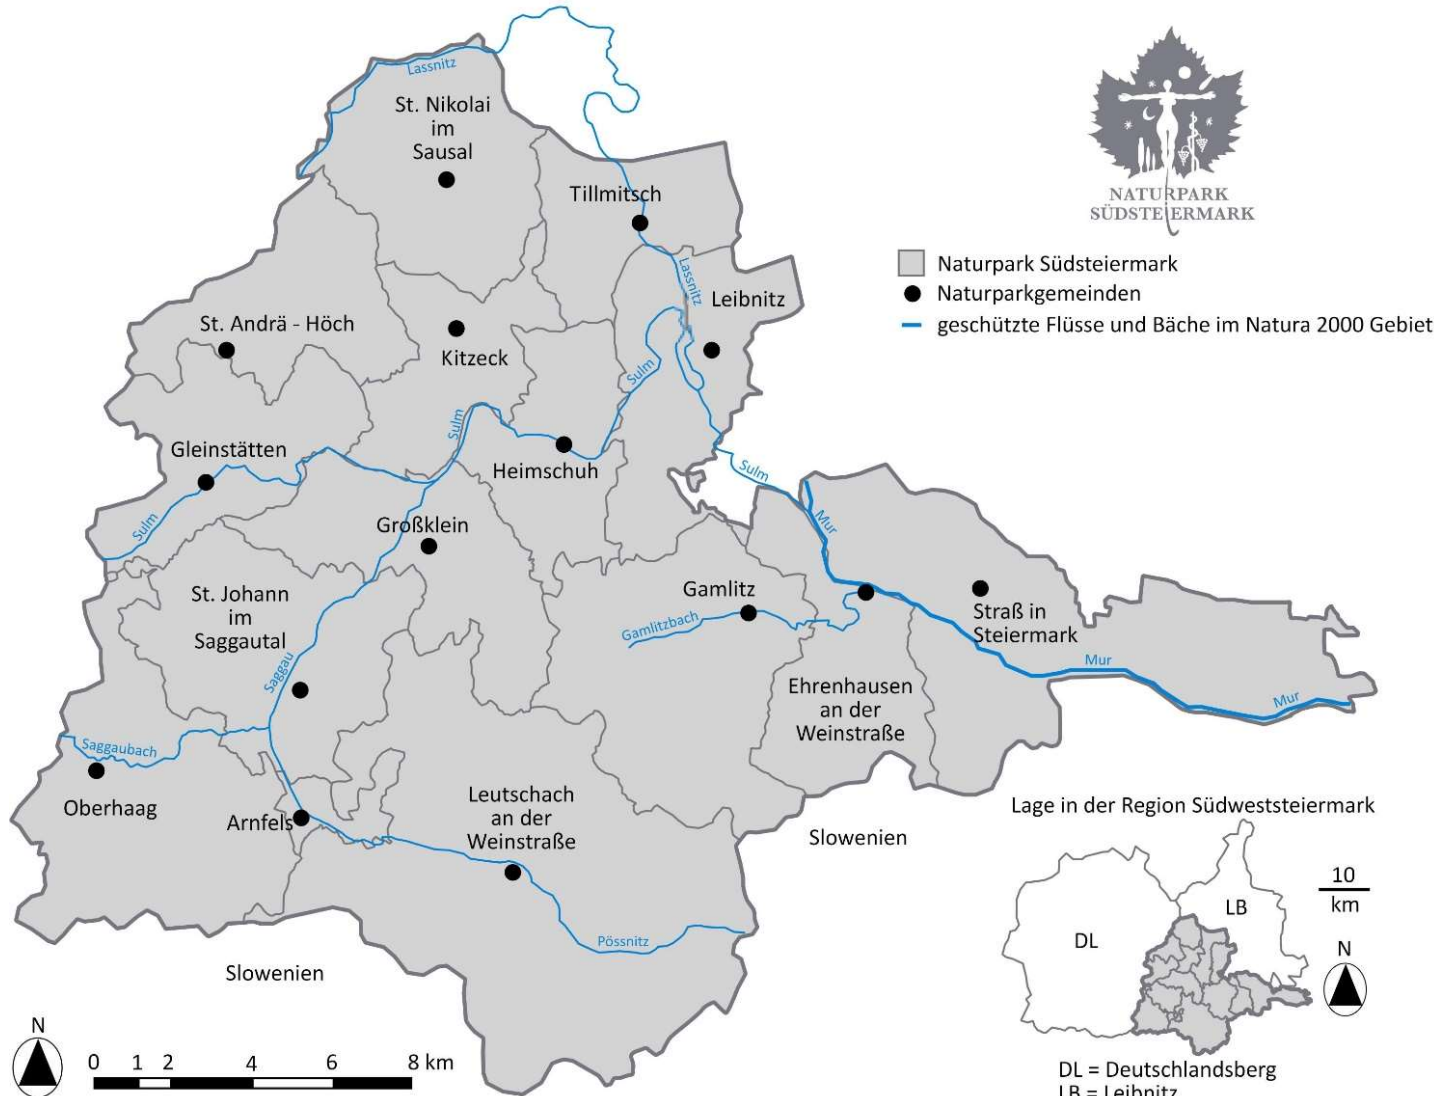 Lassnitz
St. Nikolai
im
Sausal
Tillmitsch
NATURPARK
SÜDSTEIERMARK
Naturpark Südsteiermark
Naturparkgemeinden
geschützte Flüsse und Bäche im Natura 2000 Gebiet
Lassnitz
Leibnitz
St. Andrä - Höch
Kitzeck
Sulm
Sulm
Gleinstätten
Heimschuh
Sulm
Sulm
Großklein
Mur
St. Johann
im
Saggautal
Gamlitz
Gamlitzbach
Straß in
Steiermark
Mur
Mur
Saggau
Ehrenhausen
an der
Weinstraße
Saggaubach
Oberhaag
Arnfels
Leutschach
an der
Weinstraße
Slowenien
Pössnitz
Slowenien
Lage in der Region Südweststeiermark
10
km
LB
DL
N
N
0 1 2 4 6 8 km
DL = Deutschlandsberg
LB = Leibnitz